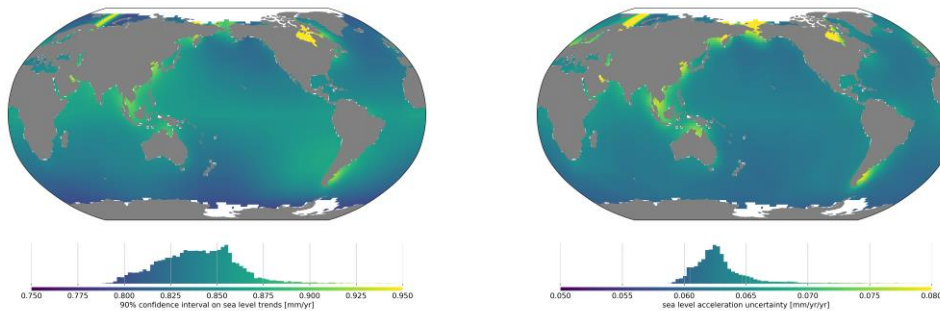 0.750 0.775 0.800 0.825 0.850 0.875 0.900 0.925 0.950
90% confidence interval on sea level trends [mm/yr]
0.050 0.055 0.060 0.065 0.070 0.075 0.080
sea level acceleration uncertainty [mm/yr/yr]